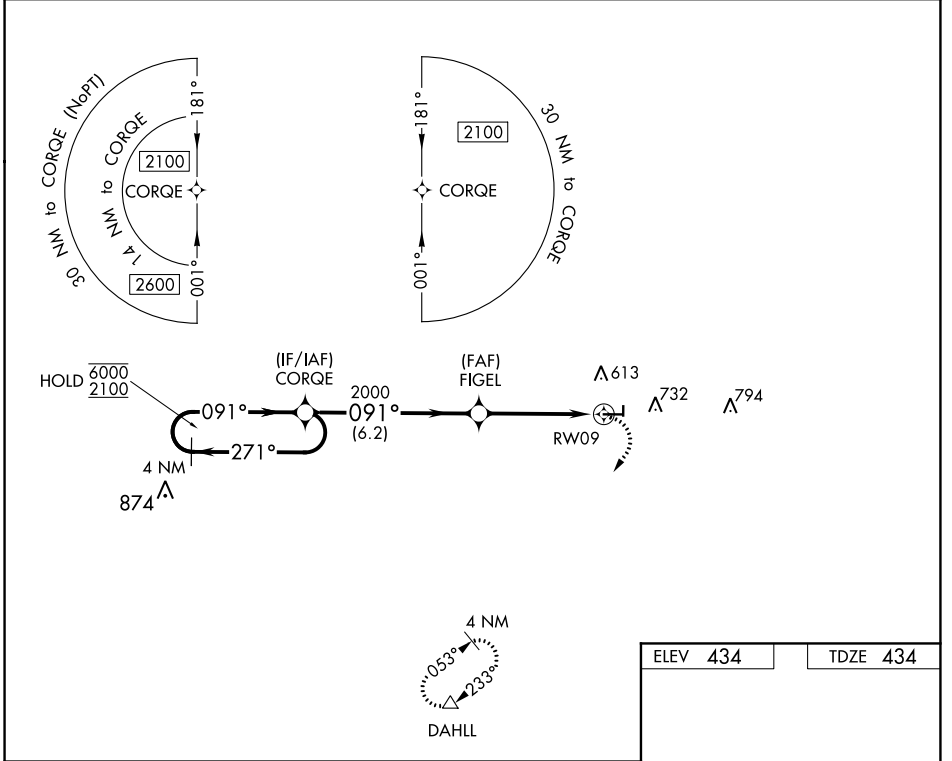 30 NM to CORQE (NoPT)
14 NM to CORQE
181°
2100
CORQE
2600
001°
181°
2100
CORQE
30 NM to CORQE
001°
HOLD 6000
2100
(IF/IAF)
CORQE
(FAF)
FIGEL
613
732
794
091°
2000
091°
(6.2)
RW09
271°
4 NM
874
4 NM
053°
233°
DAHLL
ELEV 434
TDZE 434